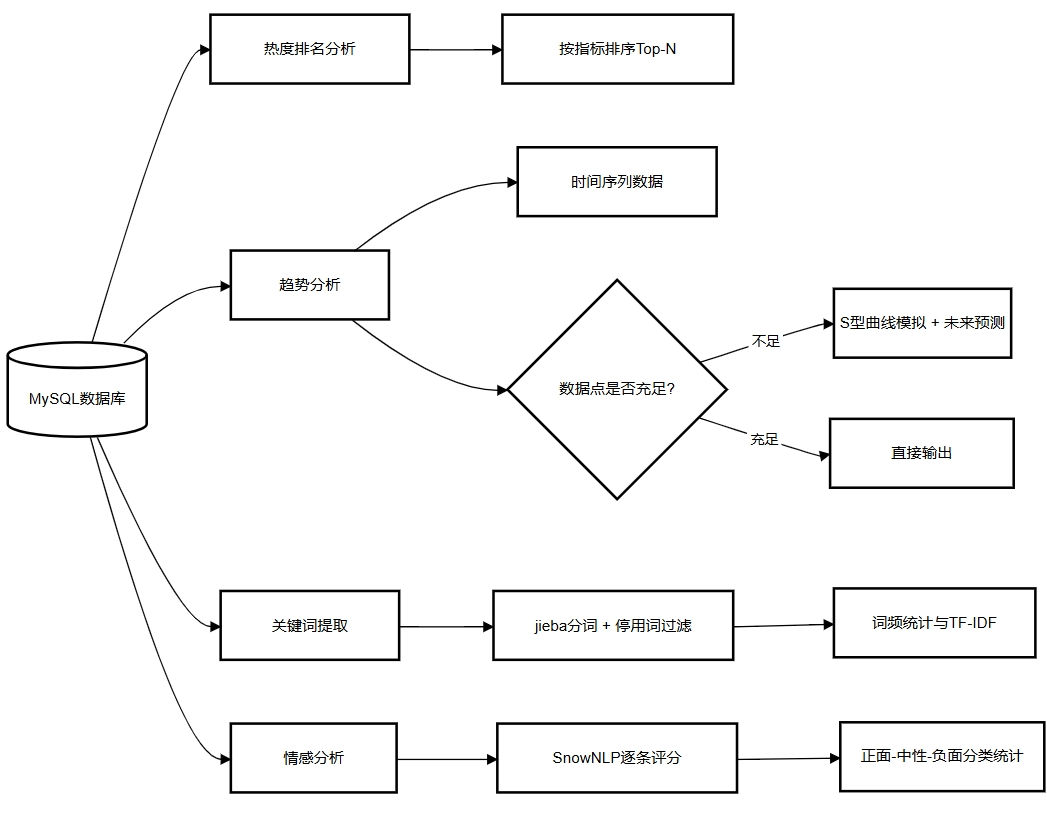 热度排名分析
按指标排序Top-N
时间序列数据
趋势分析
S型曲线模拟 + 未来预测
不足
数据点是否充足?
MySQL数据库
充足
直接输出
关键词提取
jieba分词 + 停用词过滤
词频统计与TF-IDF
情感分析
SnowNLP逐条评分
正面-中性-负面分类统计